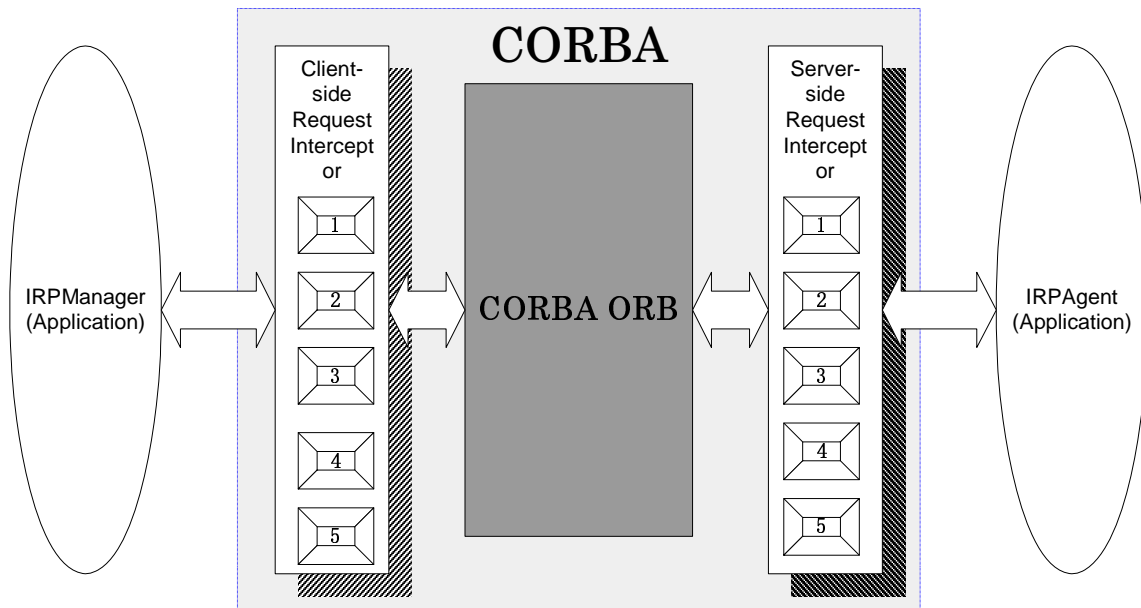 CORBA
IRPManager
(Application)
Client-
side
Request
Intercept
or
1
2
3
4
5
CORBA ORB
Server-
side
Request
Intercept
or
1
2
3
4
5
IRPAgent
(Application)